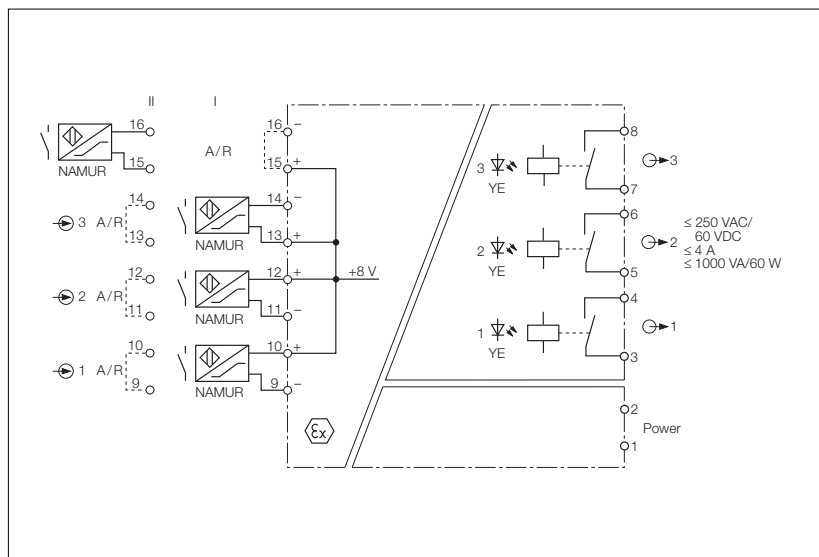 II I
16
15
NAMUR
A/R
16 −
15 +
3 A/R
14
13
14 −
13 +
NAMUR
2 A/R
12
11
12 +
11 −
NAMUR
1 A/R
10
9
10 +
9 −
NAMUR
+8 V
εx
3
YE
8
7
3
2
YE
6
5
2
≤ 250 VAC/
60 VDC
≤ 4 A
≤ 1000 VA/60 W
1
YE
4
3
1
2
1
Power